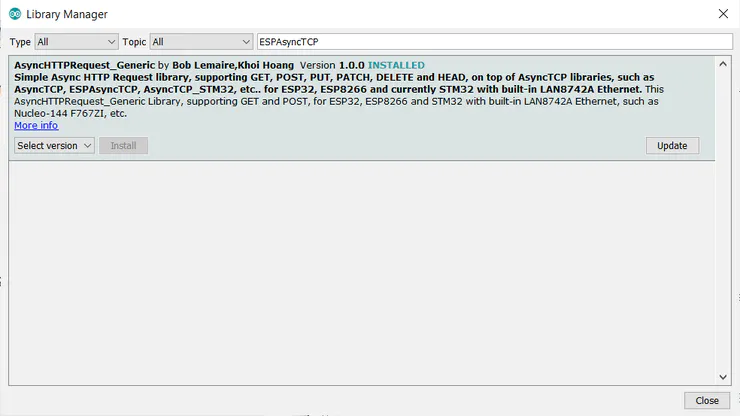 Library Manager
Type All Topic All ESPAsyncTCP
AsyncHTTPRequest_Generic by Bob Lemaire,Khoi Hoang Version 1.0.0 INSTALLED
Simple Async HTTP Request library, supporting GET, POST, PUT, PATCH, DELETE and HEAD, on top of AsyncTCP libraries, such as
AsyncTCP, ESPAsyncTCP, AsyncTCP_STM32, etc.. for ESP32, ESP8266 and currently STM32 with built-in LAN8742A Ethernet. This
AsyncHTTPRequest_Generic Library, supporting GET and POST, for ESP32, ESP8266 and STM32 with built-in LAN8742A Ethernet, such as
Nucleo-144 F767ZI, etc.
More info
Select version Install Update
Close